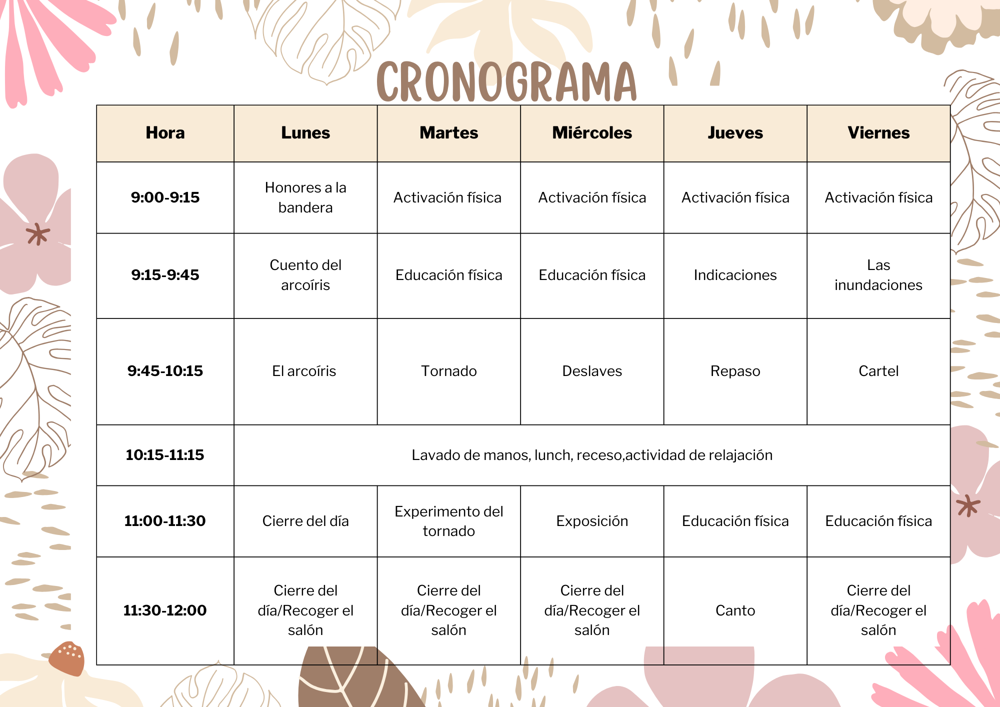 CRONOGRAMA
Hora Lunes Martes Miércoles Jueves Viernes
9:00-9:15 Honores a la bandera Activación física Activación física Activación física Activación física
9:15-9:45 Cuento del arcoíris Educación física Educación física Indicaciones Las inundaciones
9:45-10:15 El arcoíris Tornado Deslaves Repaso Cartel
10:15-11:15 Lavado de manos, lunch, receso,actividad de relajación
11:00-11:30 Cierre del día Experimento del tornado Exposición Educación física Educación física
11:30-12:00 Cierre del día/Recoger el salón Cierre del día/Recoger el salón Cierre del día/Recoger el salón Canto Cierre del día/Recoger el salón